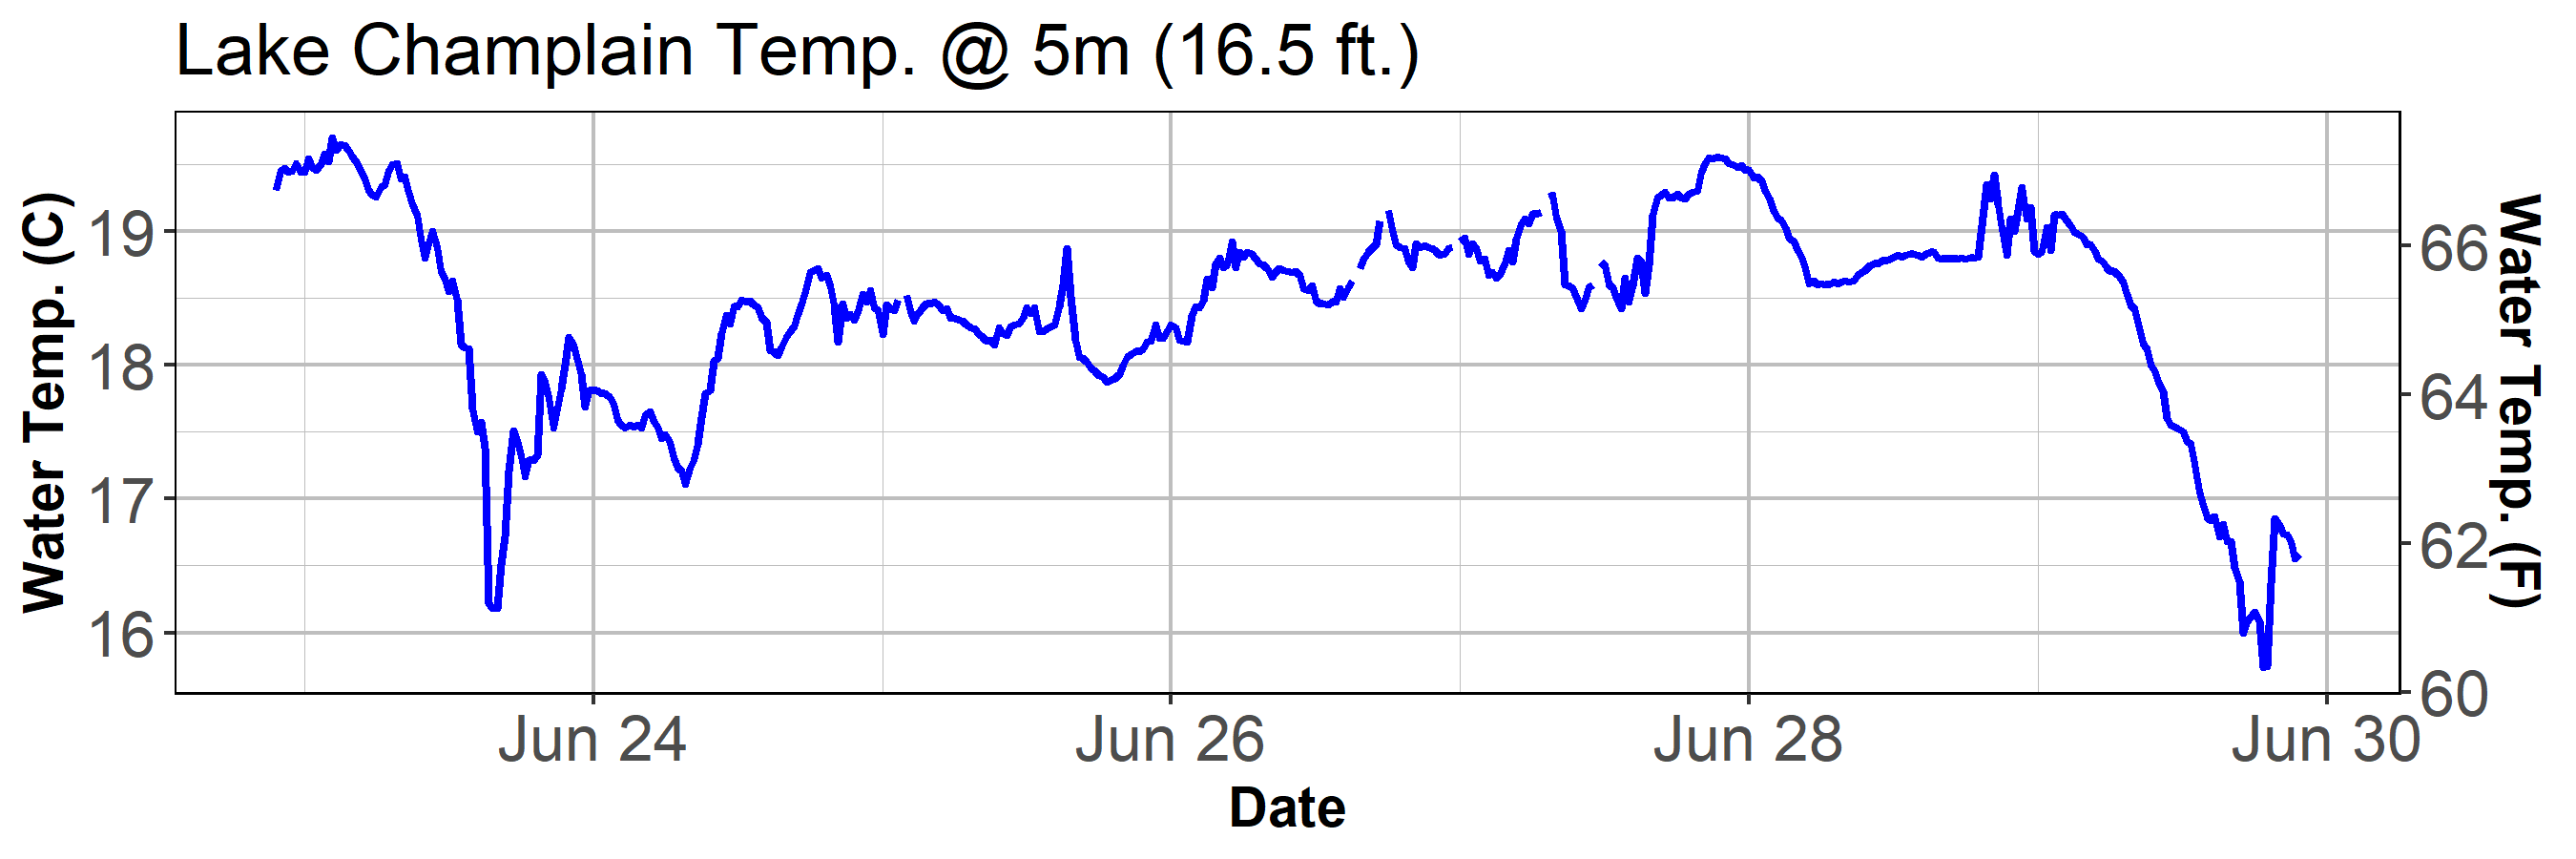 Lake Champlain Temp. @ 5m (16.5 ft.)
Water Temp. (C)
19
18
17
16
66
64
62
60
Water Temp. (F)
Jun 24
Jun 26
Jun 28
Jun 30
Date